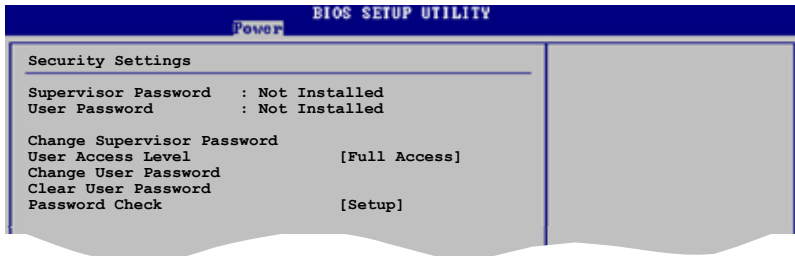 BIOS SETUP UTILITY
Power
Security Settings
Supervisor Password : Not Installed
User Password : Not Installed
Change Supervisor Password
User Access Level [Full Access]
Change User Password
Clear User Password
Password Check [Setup]